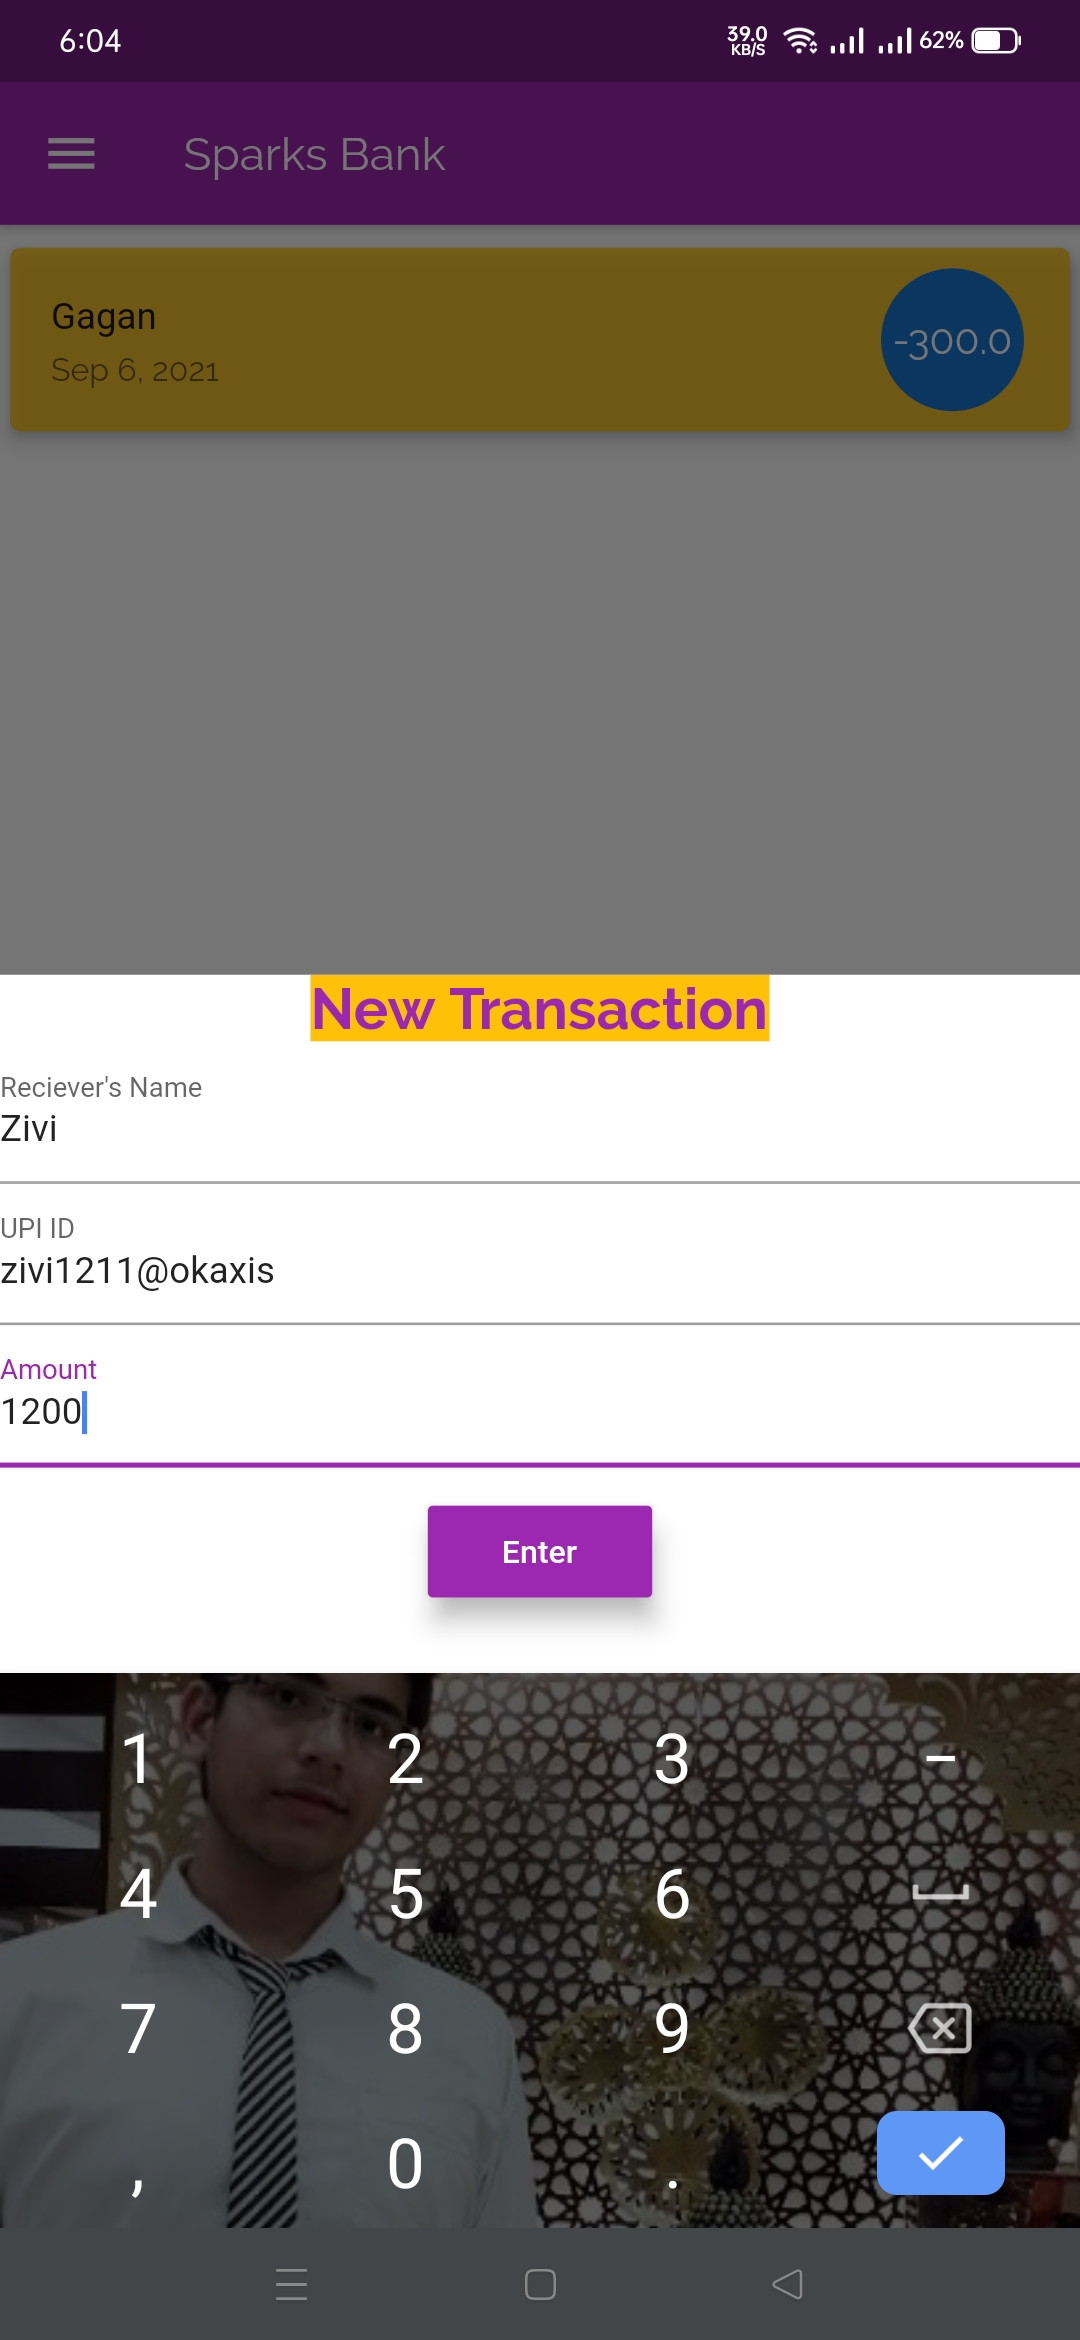 6:04
39.0
KB/S
62%
Sparks Bank
Gagan
Sep 6, 2021
-300.0
New Transaction
Reciever's Name
Zivi
UPI ID
zivi1211@okaxis
Amount
1200
Enter
1 2 3 −
4 5 6
7 8 9
, 0 .